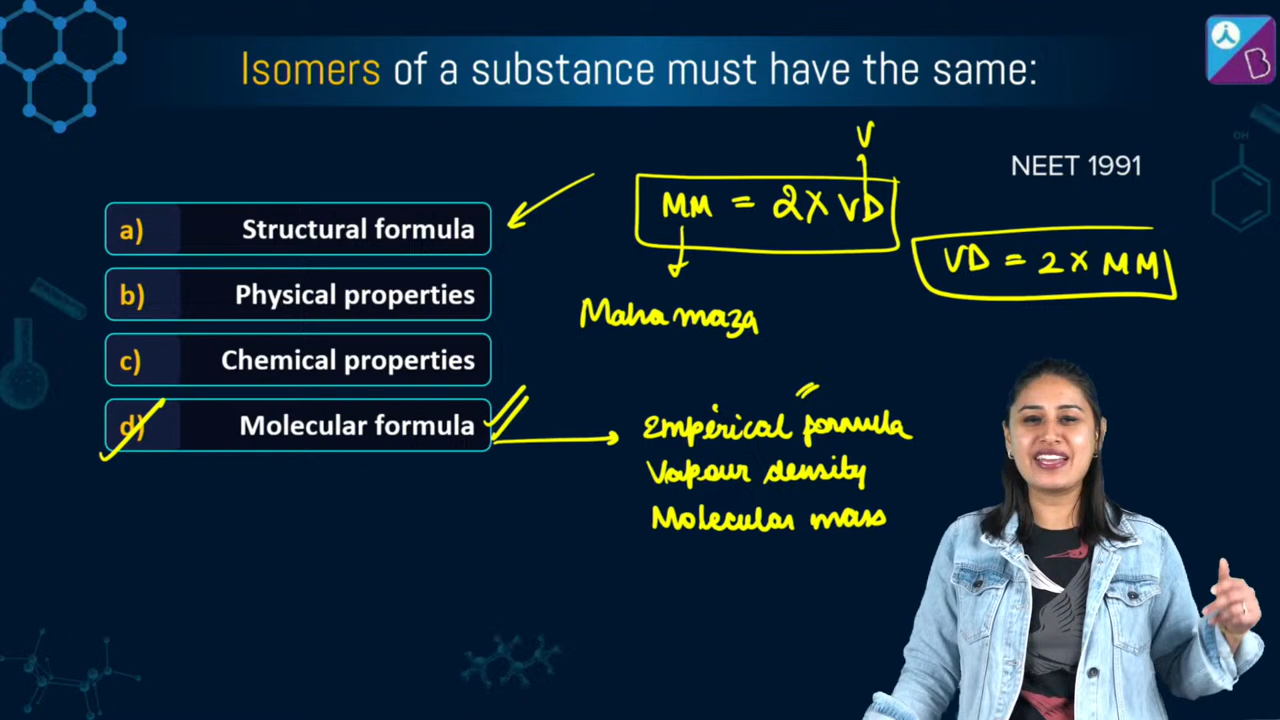 Isomers of a substance must have the same:
NEET 1991
a) Structural formula
b) Physical properties
c) Chemical properties
d) Molecular formula
V
MM = 2 X VD
VD = 2 X MM
Maha maza
Empirical formula
Vapour density
Molecular mass
B
OH